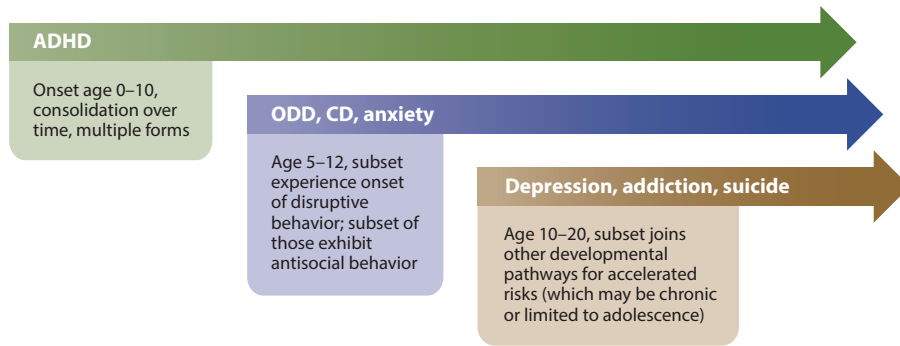 ADHD
Onset age 0–10,
consolidation over
time, multiple forms
ODD, CD, anxiety
Age 5–12, subset
experience onset
of disruptive
behavior; subset of
those exhibit
antisocial behavior
Depression, addiction, suicide
Age 10–20, subset joins
other developmental
pathways for accelerated
risks (which may be chronic
or limited to adolescence)